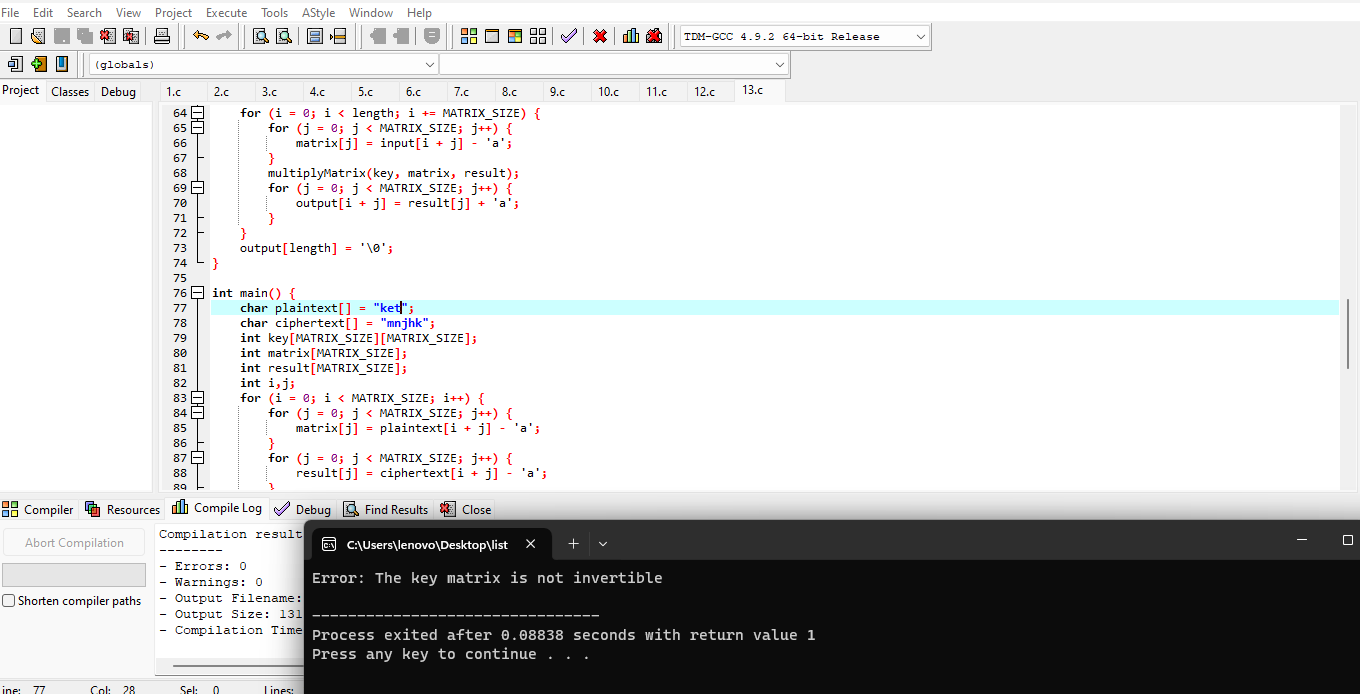 File Edit Search View Project Execute Tools AStyle Window Help
TDM-GCC 4.9.2 64-bit Release
(globals)
Project Classes Debug 1.c 2.c 3.c 4.c 5.c 6.c 7.c 8.c 9.c 10.c 11.c 12.c 13.c
64 for (i = 0; i < length; i += MATRIX_SIZE) {
65 for (j = 0; j < MATRIX_SIZE; j++) {
66 matrix[j] = input[i + j] - 'a';
67 }
68 multiplyMatrix(key, matrix, result);
69 for (j = 0; j < MATRIX_SIZE; j++) {
70 output[i + j] = result[j] + 'a';
71 }
72 }
73 output[length] = '\0';
74 }
75
76 int main() {
77 char plaintext[] = "ket";
78 char ciphertext[] = "mnjhk";
79 int key[MATRIX_SIZE][MATRIX_SIZE];
80 int matrix[MATRIX_SIZE];
81 int result[MATRIX_SIZE];
82 int i,j;
83 for (i = 0; i < MATRIX_SIZE; i++) {
84 for (j = 0; j < MATRIX_SIZE; j++) {
85 matrix[j] = plaintext[i + j] - 'a';
86 }
87 for (j = 0; j < MATRIX_SIZE; j++) {
88 result[j] = ciphertext[i + j] - 'a';
89 }
Compiler Resources Compile Log Debug Find Results Close
Abort Compilation
Shorten compiler paths
Compilation result
--------
- Errors: 0
- Warnings: 0
- Output Filename:
- Output Size: 131
- Compilation Time
C:\Users\lenovo\Desktop\list
Error: The key matrix is not invertible
--------------------------------
Process exited after 0.08838 seconds with return value 1
Press any key to continue . . .
ine: 77 Col: 28 Sel: 0 Lines: